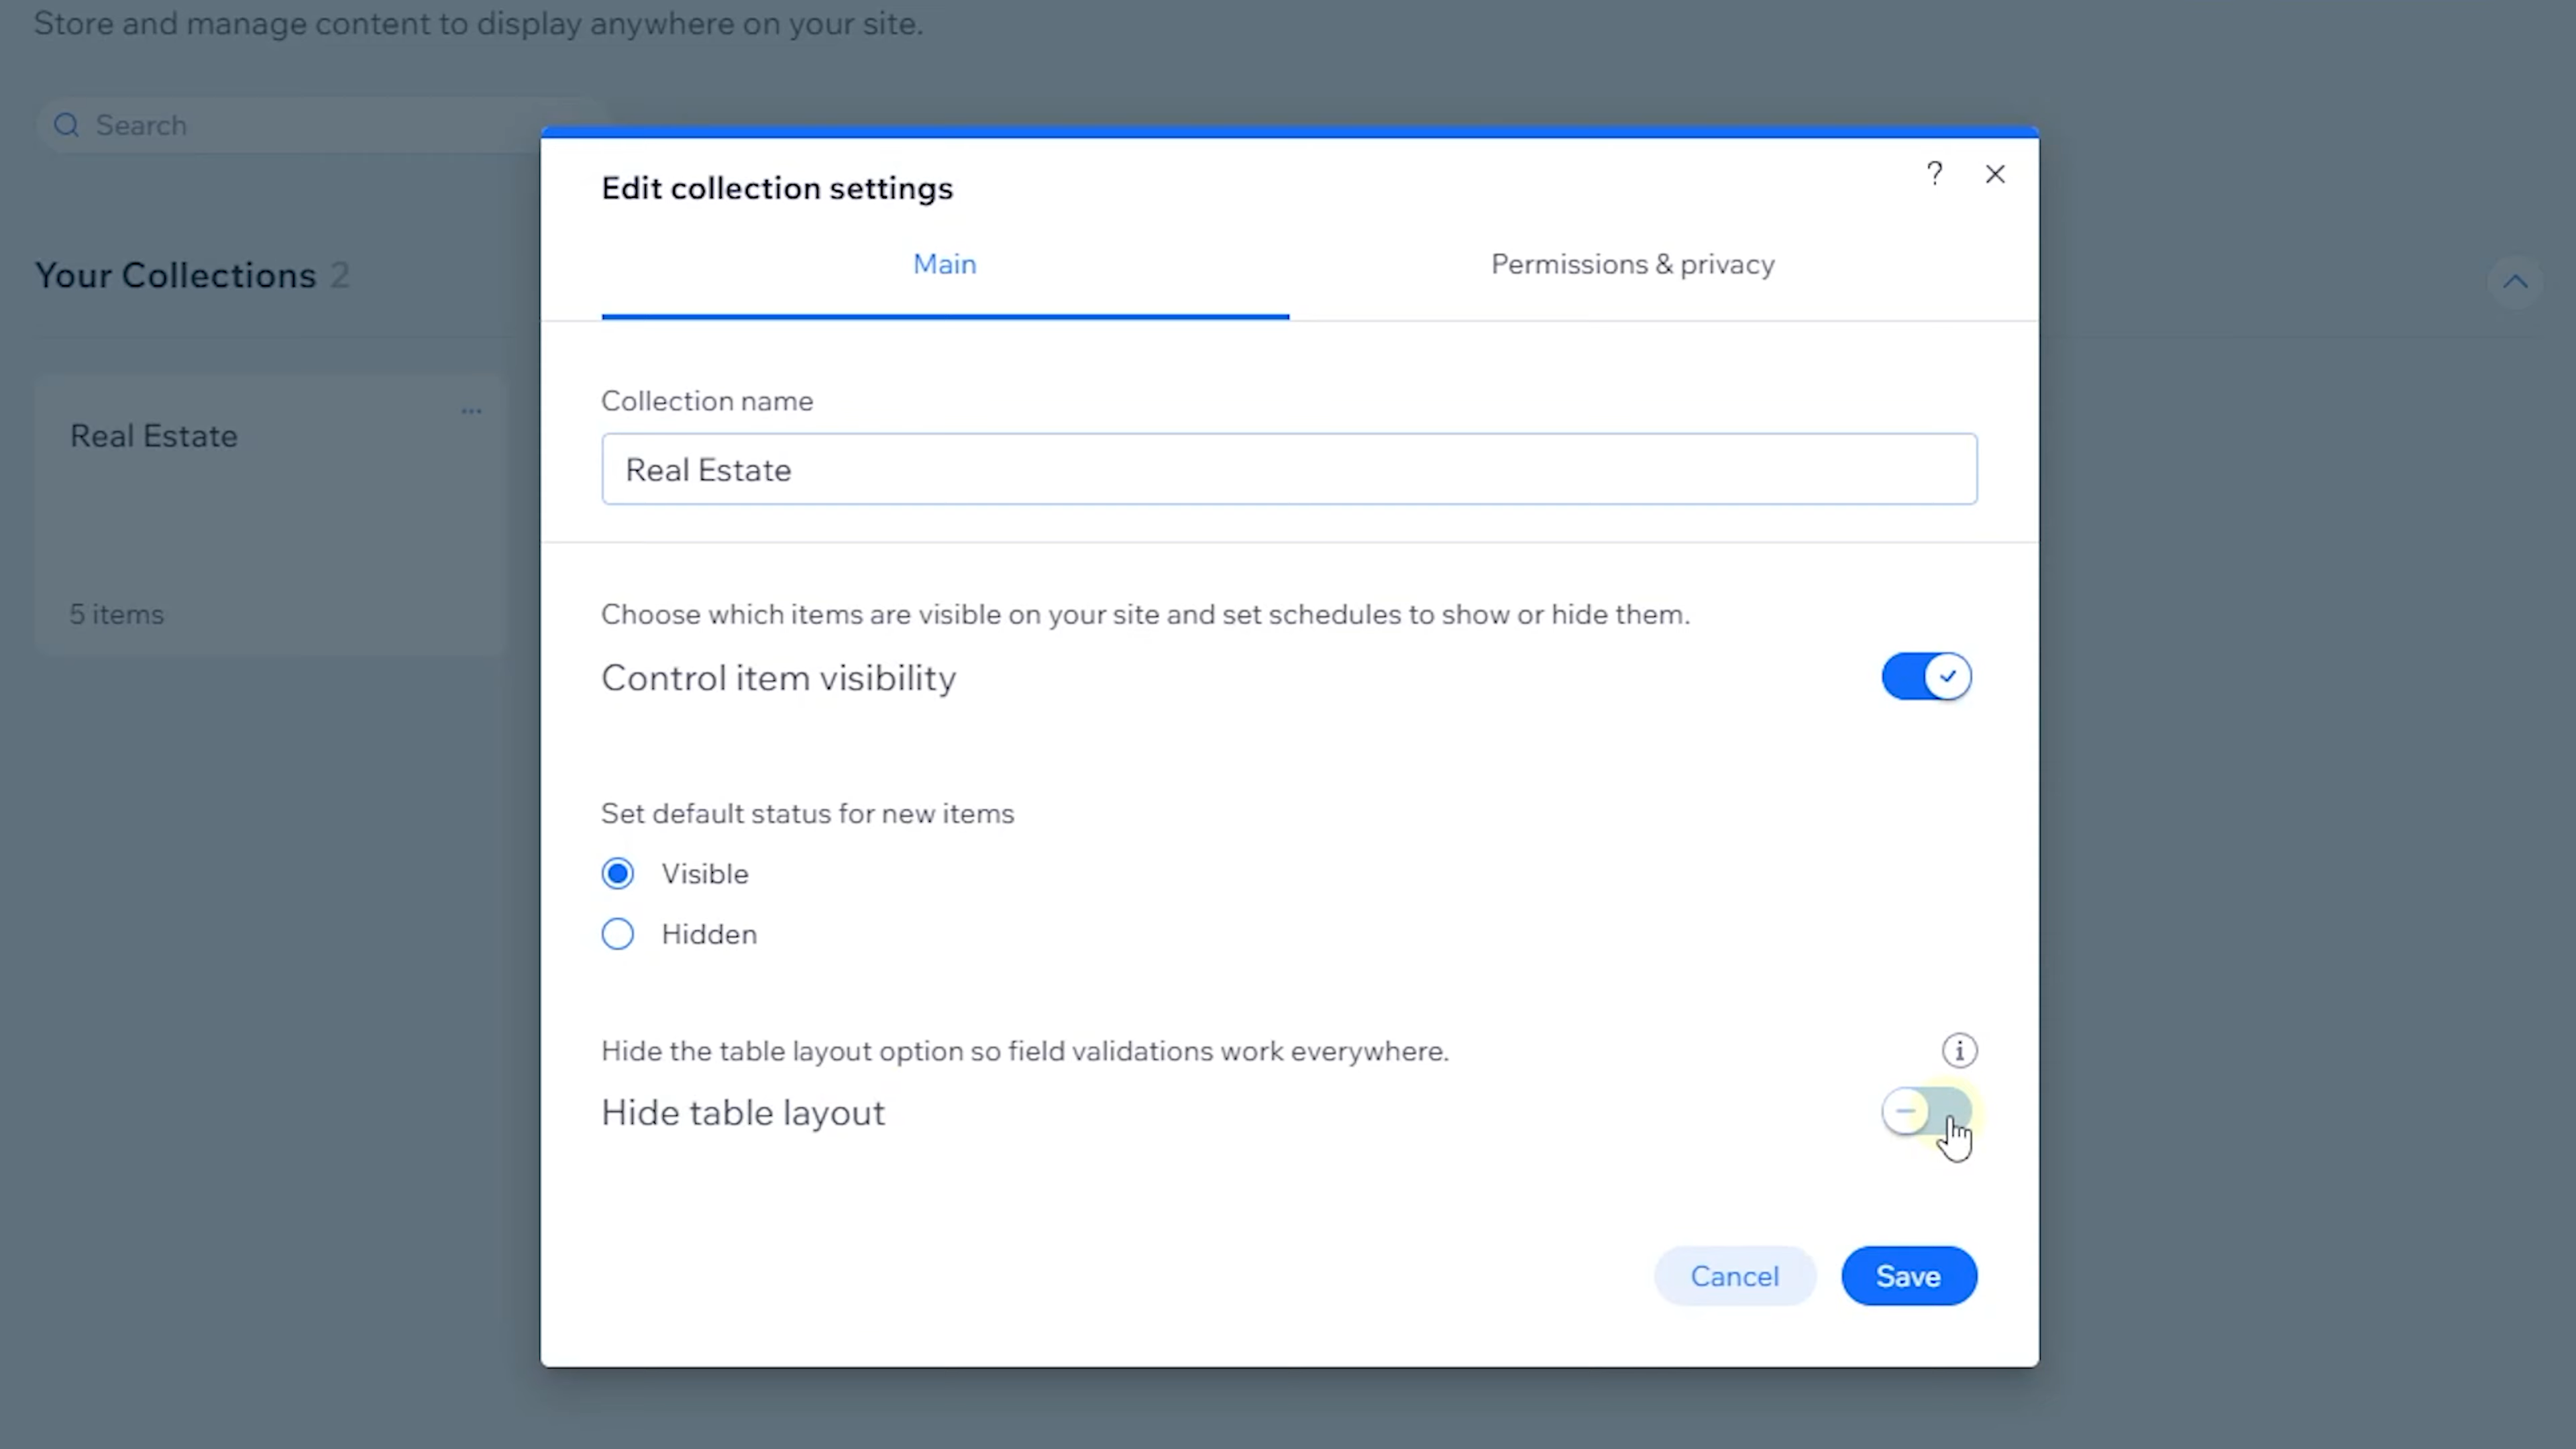 Store and manage content to display anywhere on your site.
Search
Your Collections 2
Real Estate
5 items
Edit collection settings
?
Main
Permissions & privacy
Collection name
Real Estate
Choose which items are visible on your site and set schedules to show or hide them.
Control item visibility
Set default status for new items
Visible
Hidden
Hide the table layout option so field validations work everywhere.
Hide table layout
Cancel
Save